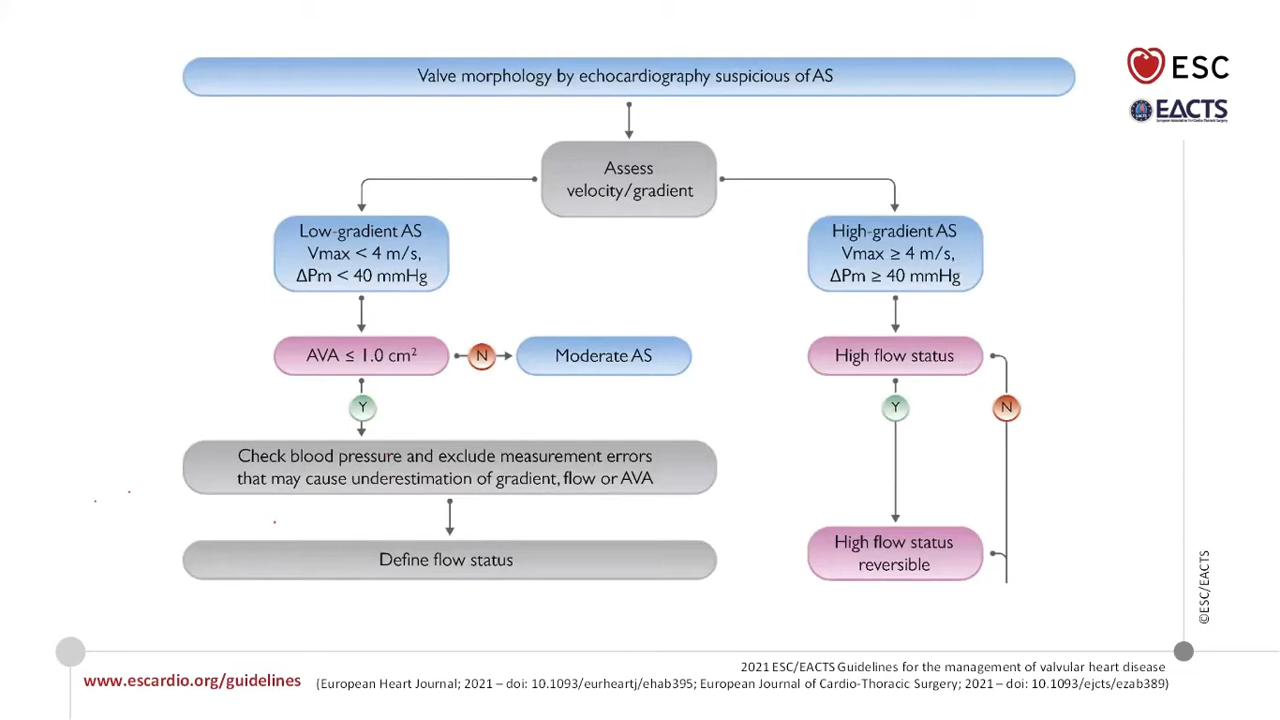 Valve morphology by echocardiography suspicious of AS
ESC
EACTS
Assess
velocity/gradient
Low-gradient AS
Vmax < 4 m/s,
ΔPm < 40 mmHg
High-gradient AS
Vmax ≥ 4 m/s,
ΔPm ≥ 40 mmHg
AVA ≤ 1.0 cm²
N
Moderate AS
High flow status
Y
Y
N
Check blood pressure and exclude measurement errors
that may cause underestimation of gradient, flow or AVA
Define flow status
High flow status
reversible
©ESC/EACTS
www.escardio.org/guidelines
2021 ESC/EACTS Guidelines for the management of valvular heart disease
(European Heart Journal; 2021 – doi: 10.1093/eurheartj/ehab395; European Journal of Cardio-Thoracic Surgery; 2021 – doi: 10.1093/ejcts/ezab389)